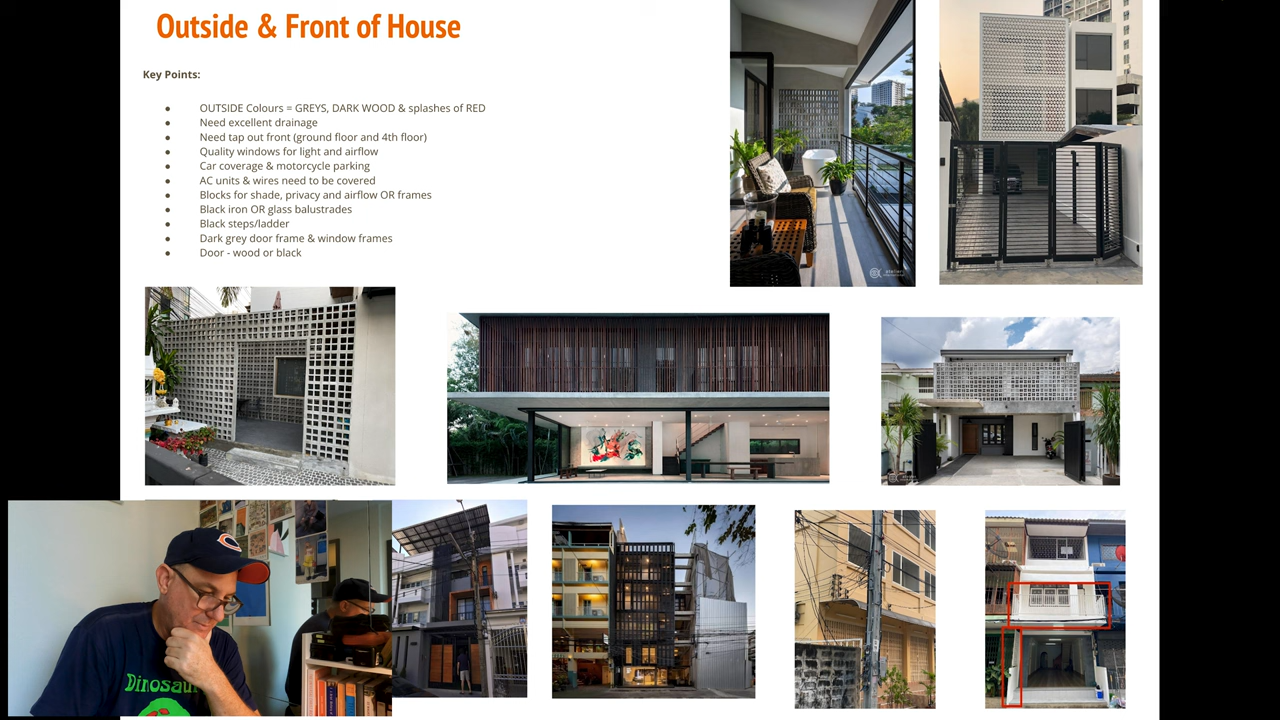 Outside & Front of House
Key Points:
● OUTSIDE Colours = GREYS, DARK WOOD & splashes of RED
● Need excellent drainage
● Need tap out front (ground floor and 4th floor)
● Quality windows for light and airflow
● Car coverage & motorcycle parking
● AC units & wires need to be covered
● Blocks for shade, privacy and airflow OR frames
● Black iron OR glass balustrades
● Black steps/ladder
● Dark grey door frame & window frames
● Door - wood or black
atelier
Dinosaur